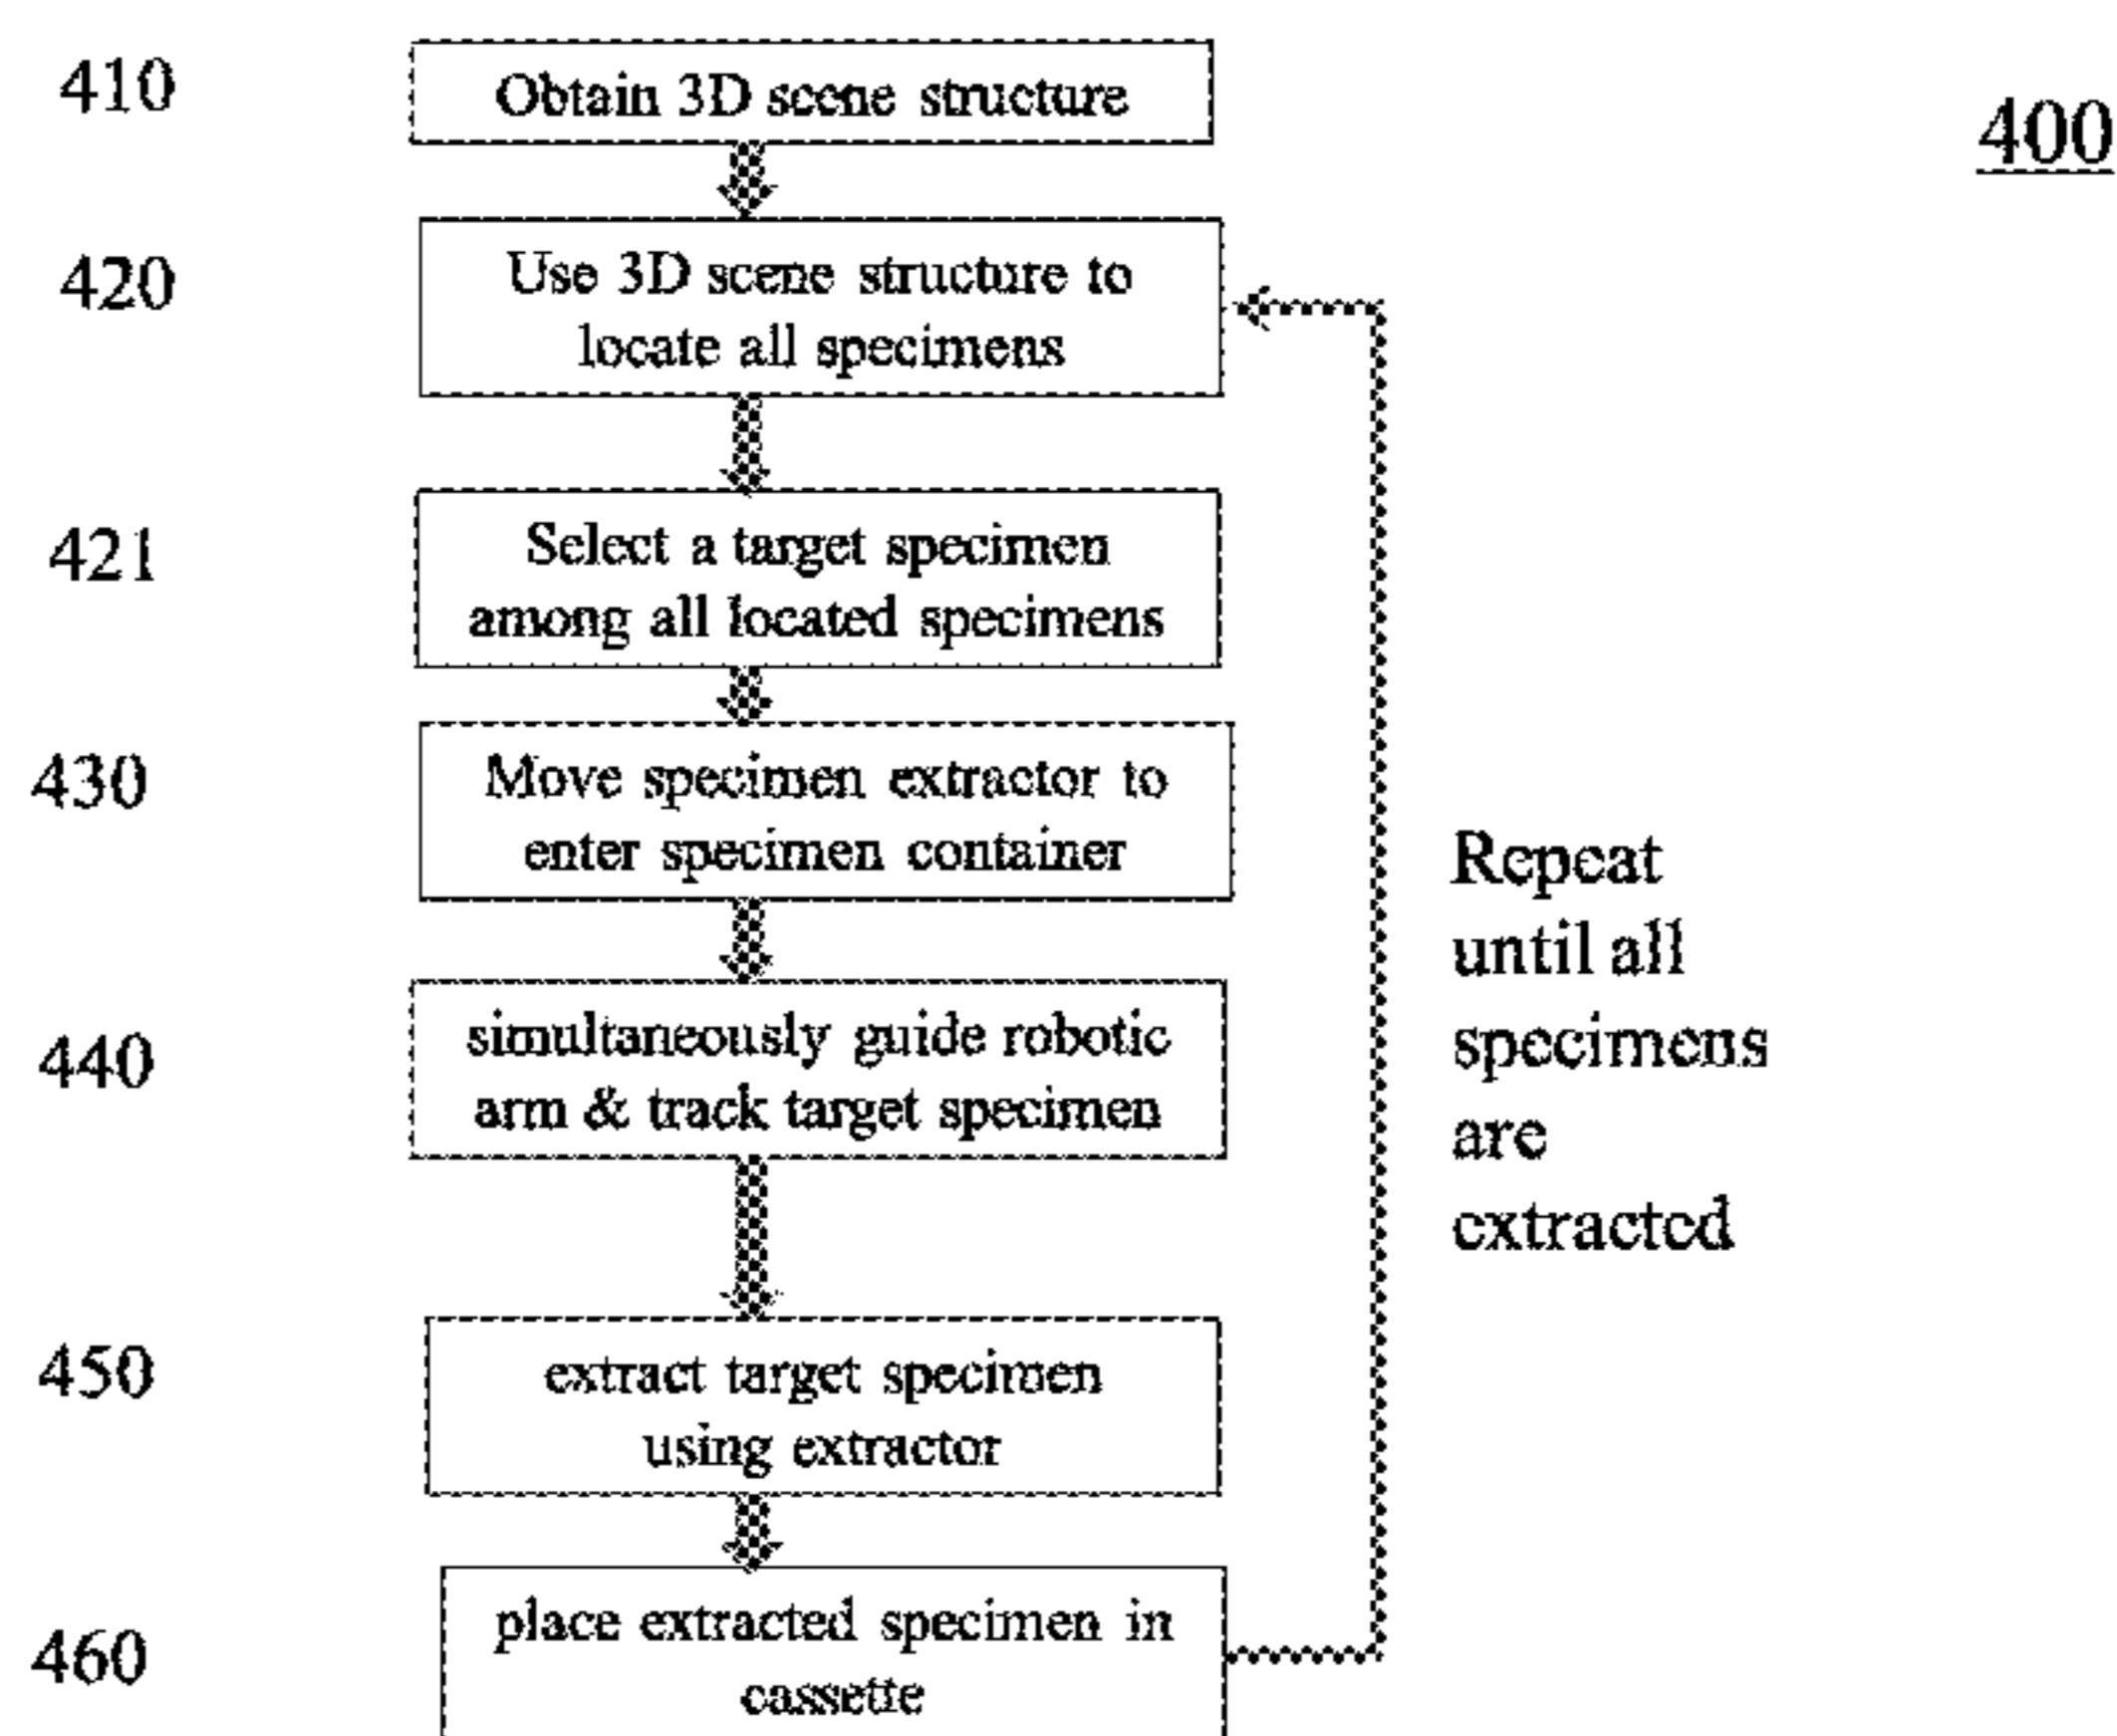 410
Obtain 3D scene structure
400
420
Use 3D scene structure to
locate all specimens
421
Select a target specimen
among all located specimens
430
Move specimen extractor to
enter specimen container
440
simultaneously guide robotic
arm & track target specimen
Repeat
until all
specimens
are
extracted
450
extract target specimen
using extractor
460
place extracted specimen in
cassette